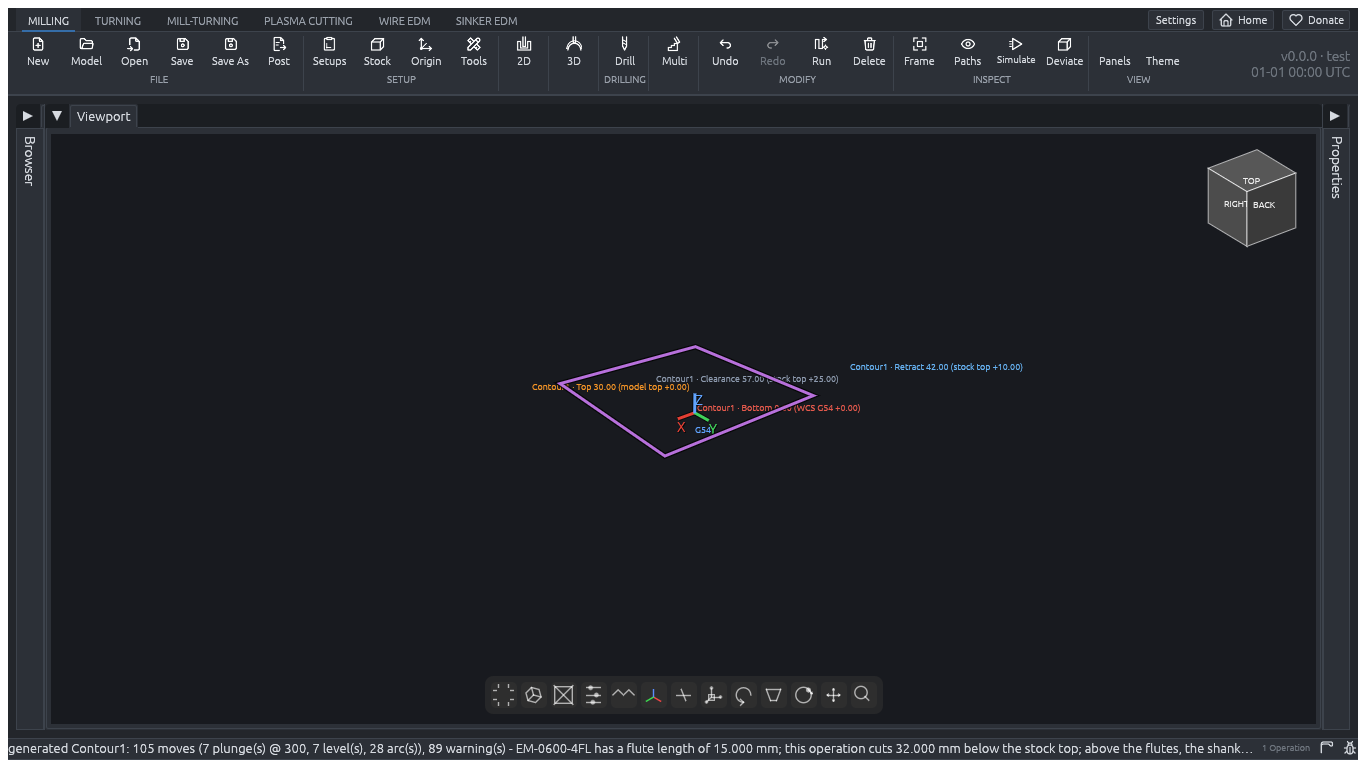 MILLING TURNING MILL-TURNING PLASMA CUTTING WIRE EDM SINKER EDM Settings Home Donate
New Model Open Save Save As Post Setups Stock Origin Tools 2D 3D Drill Multi Undo Redo Run Delete Frame Paths Simulate Deviate Panels Theme
FILE SETUP DRILLING MODIFY INSPECT VIEW
v0.0.0 · test
01-01 00:00 UTC
Viewport
Browser
Properties
TOP
RIGHT BACK
Contour1 · Retract 42.00 (stock top +10.00)
Contour1 · Clearance 57.00 (stock top +25.00)
Contour1 · Top 30.00 (model top +0.00)
Z
Contour1 · Bottom 0.00 (WCS G54 +0.00)
X G54 Y
generated Contour1: 105 moves (7 plunge(s) @ 300, 7 level(s), 28 arc(s)), 89 warning(s) - EM-0600-4FL has a flute length of 15.000 mm; this operation cuts 32.000 mm below the stock top; above the flutes, the shank... 1 Operation